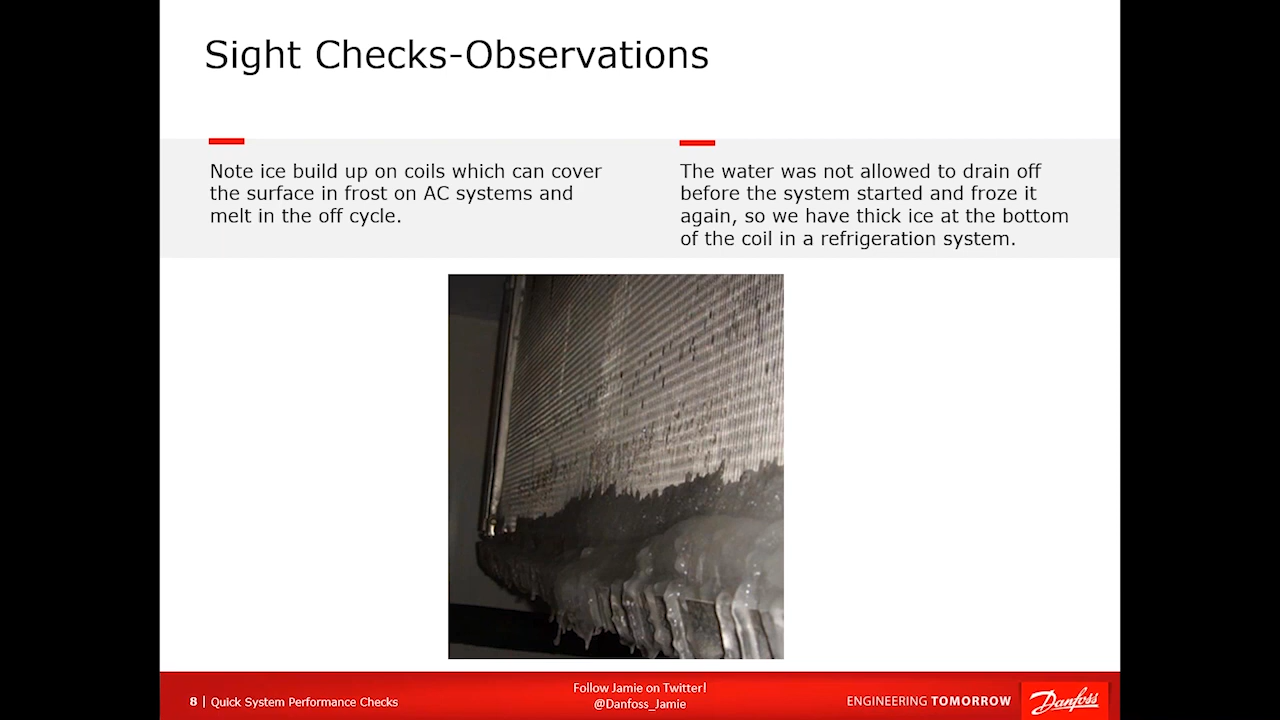 Sight Checks-Observations
Note ice build up on coils which can cover
the surface in frost on AC systems and
melt in the off cycle.
The water was not allowed to drain off
before the system started and froze it
again, so we have thick ice at the bottom
of the coil in a refrigeration system.
8 | Quick System Performance Checks
Follow Jamie on Twitter!
@Danfoss_Jamie
ENGINEERING TOMORROW
Danfoss